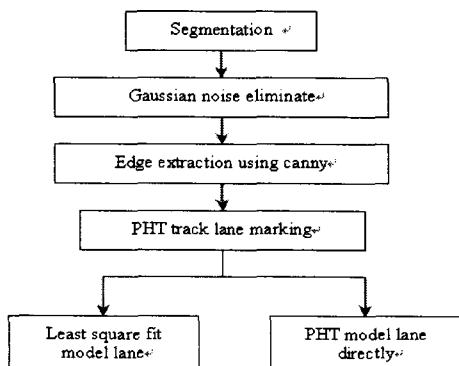 Segmentation
Gaussian noise eliminate
Edge extraction using canny
PHT track lane marking
Least square fit
model lane
PHT model lane
directly